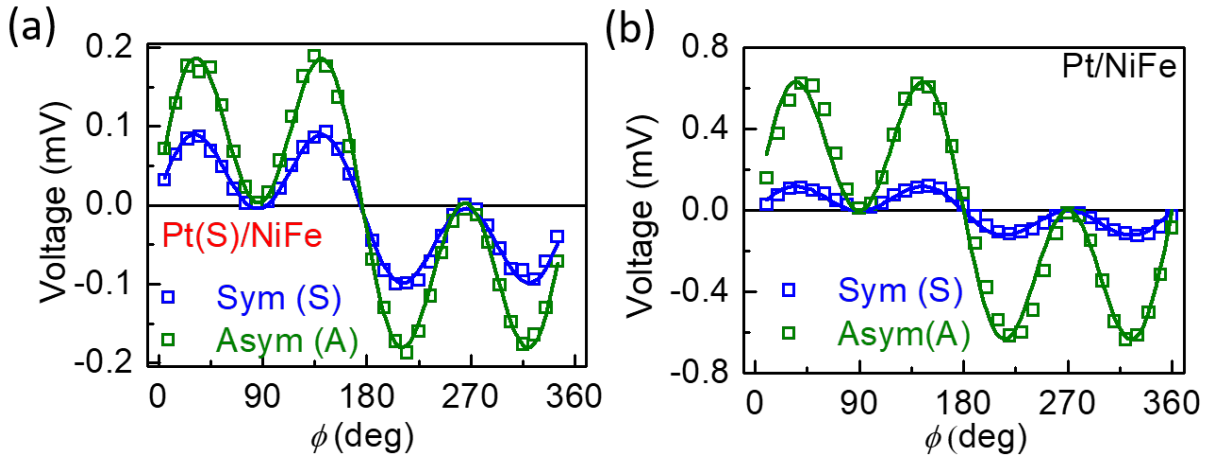 (a)
0.2
0.1
0.0
-0.1
-0.2
Voltage (mV)
Pt(S)/NiFe
Sym (S)
Asym (A)
0 90 180 270 360
ϕ (deg)
(b)
0.8
0.4
0.0
-0.4
-0.8
Voltage (mV)
Pt/NiFe
Sym (S)
Asym(A)
0 90 180 270 360
ϕ(deg)